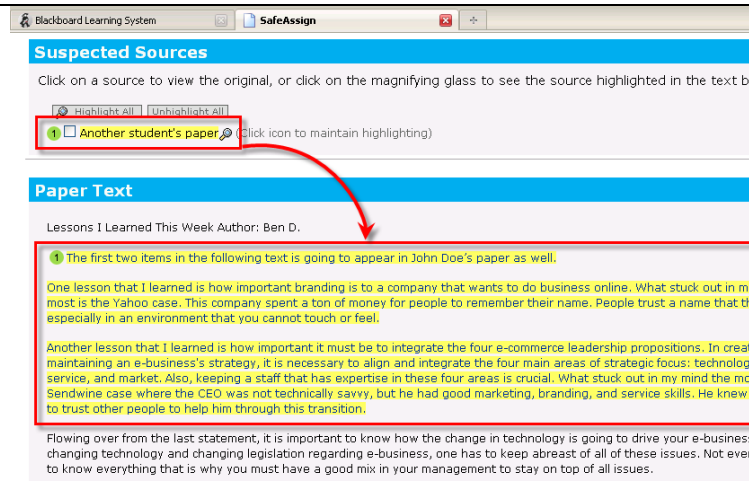 Blackboard Learning System
SafeAssign
Suspected Sources
Click on a source to view the original, or click on the magnifying glass to see the source highlighted in the text b
Highlight All Unhighlight All
1 Another student's paper (Click icon to maintain highlighting)
Paper Text
Lessons I Learned This Week Author: Ben D.
1 The first two items in the following text is going to appear in John Doe's paper as well.
One lesson that I learned is how important branding is to a company that wants to do business online. What stuck out in m
most is the Yahoo case. This company spent a ton of money for people to remember their name. People trust a name that th
especially in an environment that you cannot touch or feel.
Another lesson that I learned is how important it must be to integrate the four e-commerce leadership propositions. In creat
maintaining an e-business's strategy, it is necessary to align and integrate the four main areas of strategic focus: technolog
service, and market. Also, keeping a staff that has expertise in these four areas is crucial. What stuck out in my mind the mo
Sendwine case where the CEO was not technically savvy, but he had good marketing, branding, and service skills. He knew
to trust other people to help him through this transition.
Flowing over from the last statement, it is important to know how the change in technology is going to drive your e-busines
changing technology and changing legislation regarding e-business, one has to keep abreast of all of these issues. Not eve
to know everything that is why you must have a good mix in your management to stay on top of all issues.